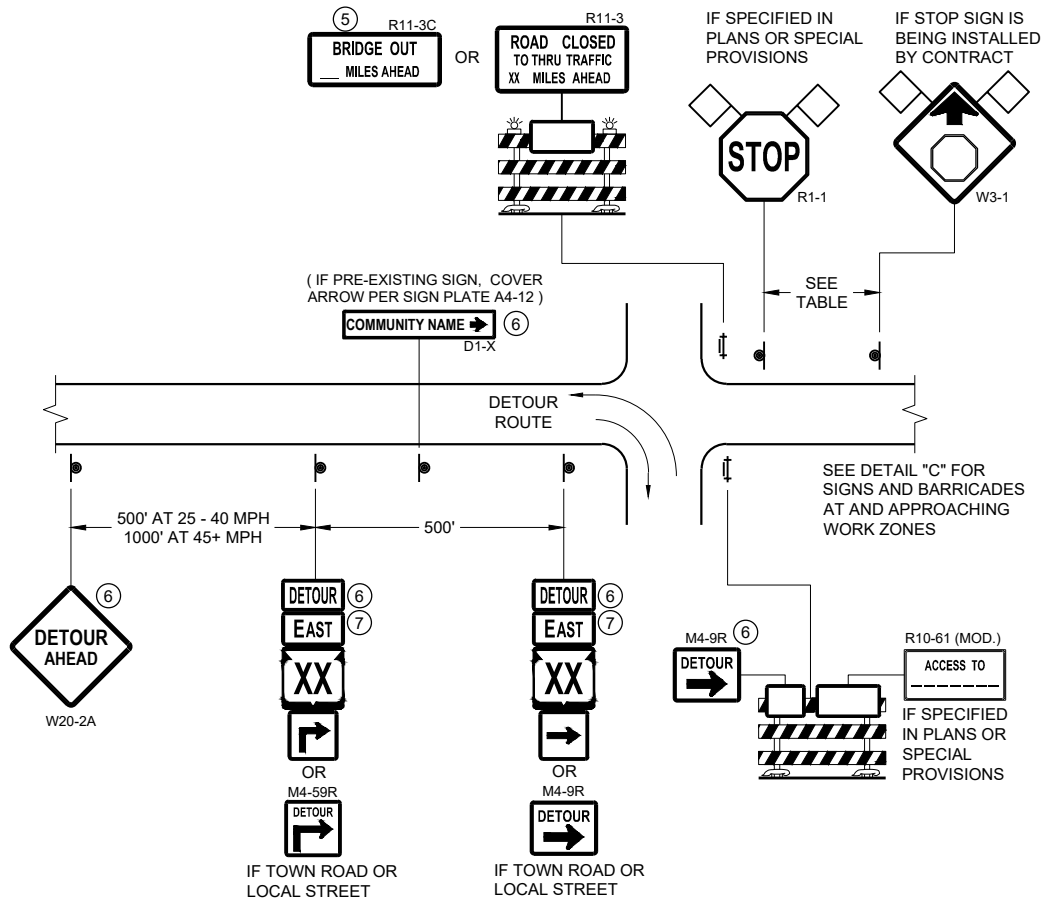 5
R11-3C
BRIDGE OUT
__ MILES AHEAD
OR
R11-3
ROAD CLOSED
TO THRU TRAFFIC
XX MILES AHEAD
IF SPECIFIED IN
PLANS OR SPECIAL
PROVISIONS
STOP
R1-1
IF STOP SIGN IS
BEING INSTALLED
BY CONTRACT
W3-1
SEE
TABLE
( IF PRE-EXISTING SIGN, COVER
ARROW PER SIGN PLATE A4-12 )
COMMUNITY NAME
6
D1-X
DETOUR
ROUTE
SEE DETAIL "C" FOR
SIGNS AND BARRICADES
AT AND APPROACHING
WORK ZONES
500' AT 25 - 40 MPH
1000' AT 45+ MPH
500'
6
DETOUR
AHEAD
W20-2A
DETOUR
6
EAST
7
XX
OR
M4-59R
DETOUR
IF TOWN ROAD OR
LOCAL STREET
DETOUR
6
EAST
7
XX
OR
M4-9R
DETOUR
IF TOWN ROAD OR
LOCAL STREET
M4-9R
6
DETOUR
R10-61 (MOD.)
ACCESS TO
_ _ _ _ _ _ _
IF SPECIFIED
IN PLANS OR
SPECIAL
PROVISIONS